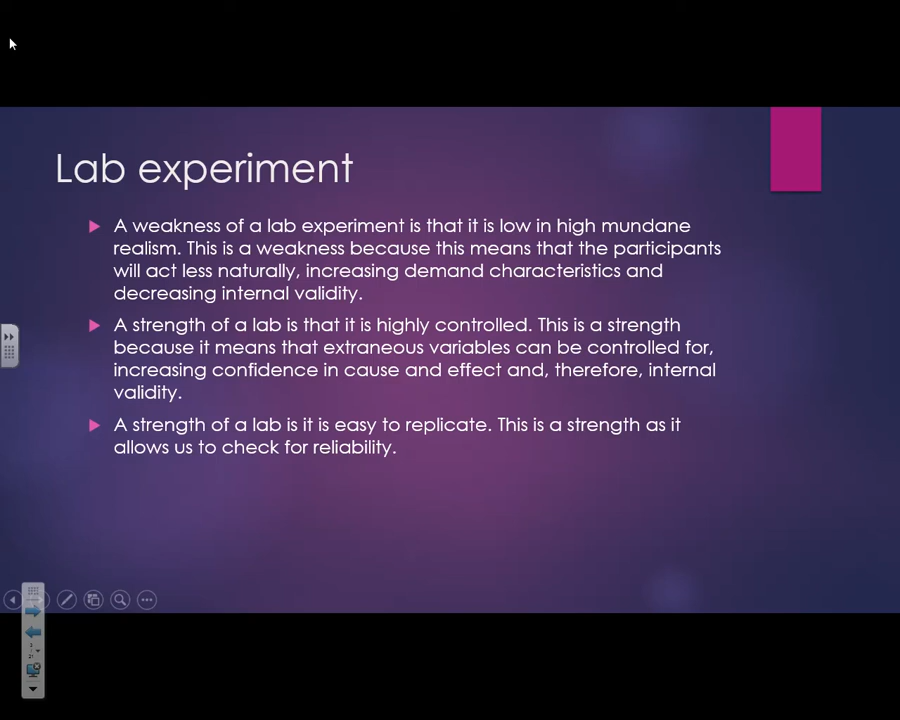 Lab experiment
A weakness of a lab experiment is that it is low in high mundane
realism. This is a weakness because this means that the participants
will act less naturally, increasing demand characteristics and
decreasing internal validity.
A strength of a lab is that it is highly controlled. This is a strength
because it means that extraneous variables can be controlled for,
increasing confidence in cause and effect and, therefore, internal
validity.
A strength of a lab is it is easy to replicate. This is a strength as it
allows us to check for reliability.